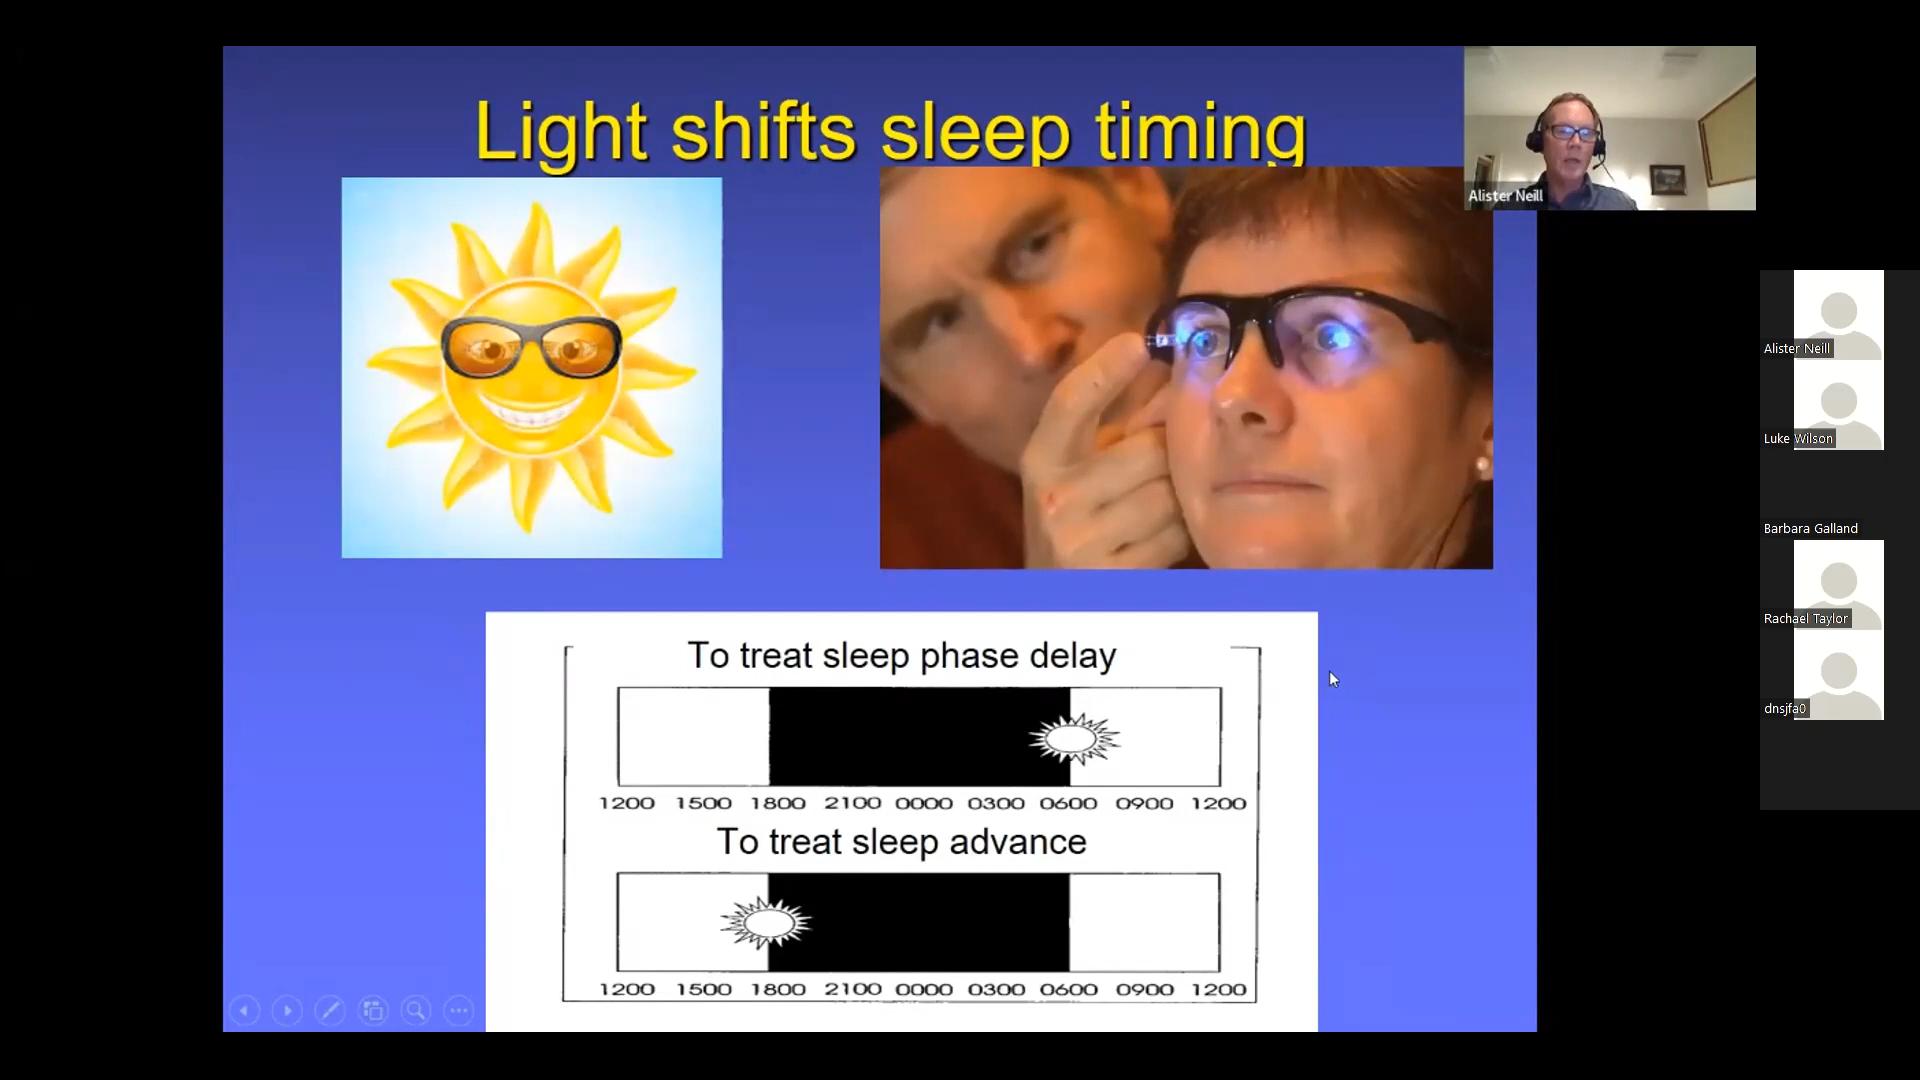 Light shifts sleep timing
Alister Neill
To treat sleep phase delay
1200 1500 1800 2100 0000 0300 0600 0900 1200
To treat sleep advance
1200 1500 1800 2100 0000 0300 0600 0900 1200
Alister Neill
Luke Wilson
Barbara Galland
Rachael Taylor
dnsjfa0